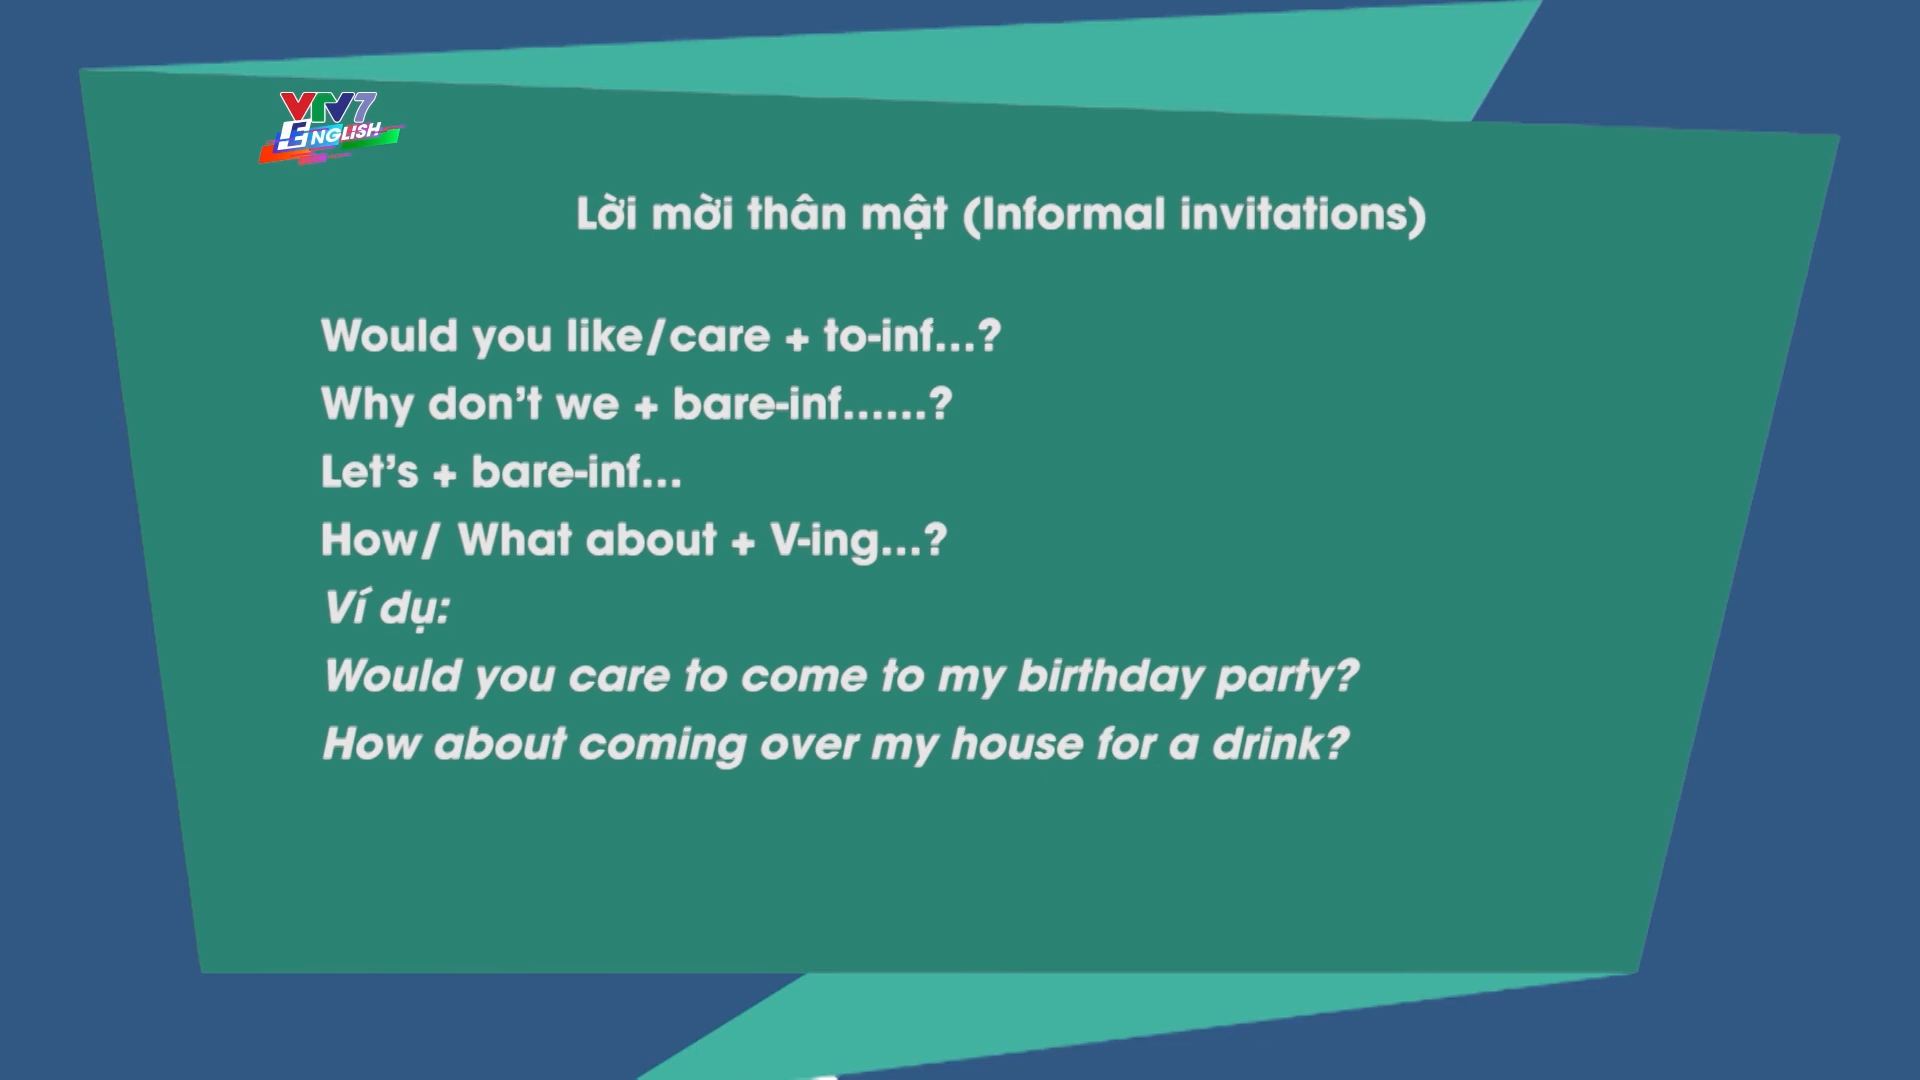 VTV7
ENGLISH
Lời mời thân mật (Informal invitations)
Would you like/care + to-inf...?
Why don't we + bare-inf......?
Let's + bare-inf...
How/ What about + V-ing...?
Ví dụ:
Would you care to come to my birthday party?
How about coming over my house for a drink?